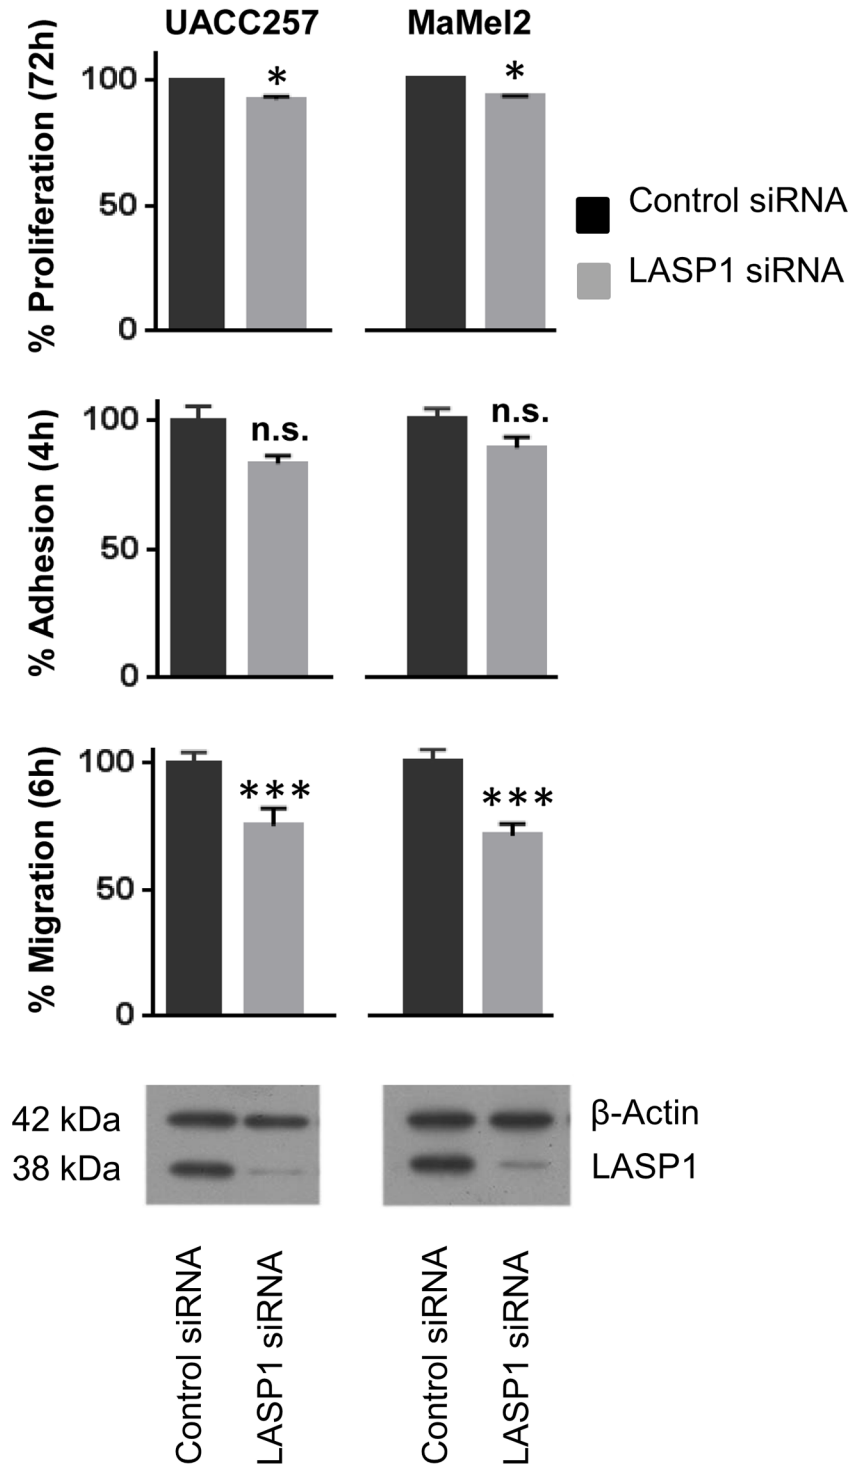 UACC257
MaMel2
% Proliferation (72h)
100
50
0
*
*
Control siRNA
LASP1 siRNA
% Adhesion (4h)
100
50
0
n.s.
n.s.
% Migration (6h)
100
50
0
***
***
42 kDa
β-Actin
38 kDa
LASP1
Control siRNA
LASP1 siRNA
Control siRNA
LASP1 siRNA